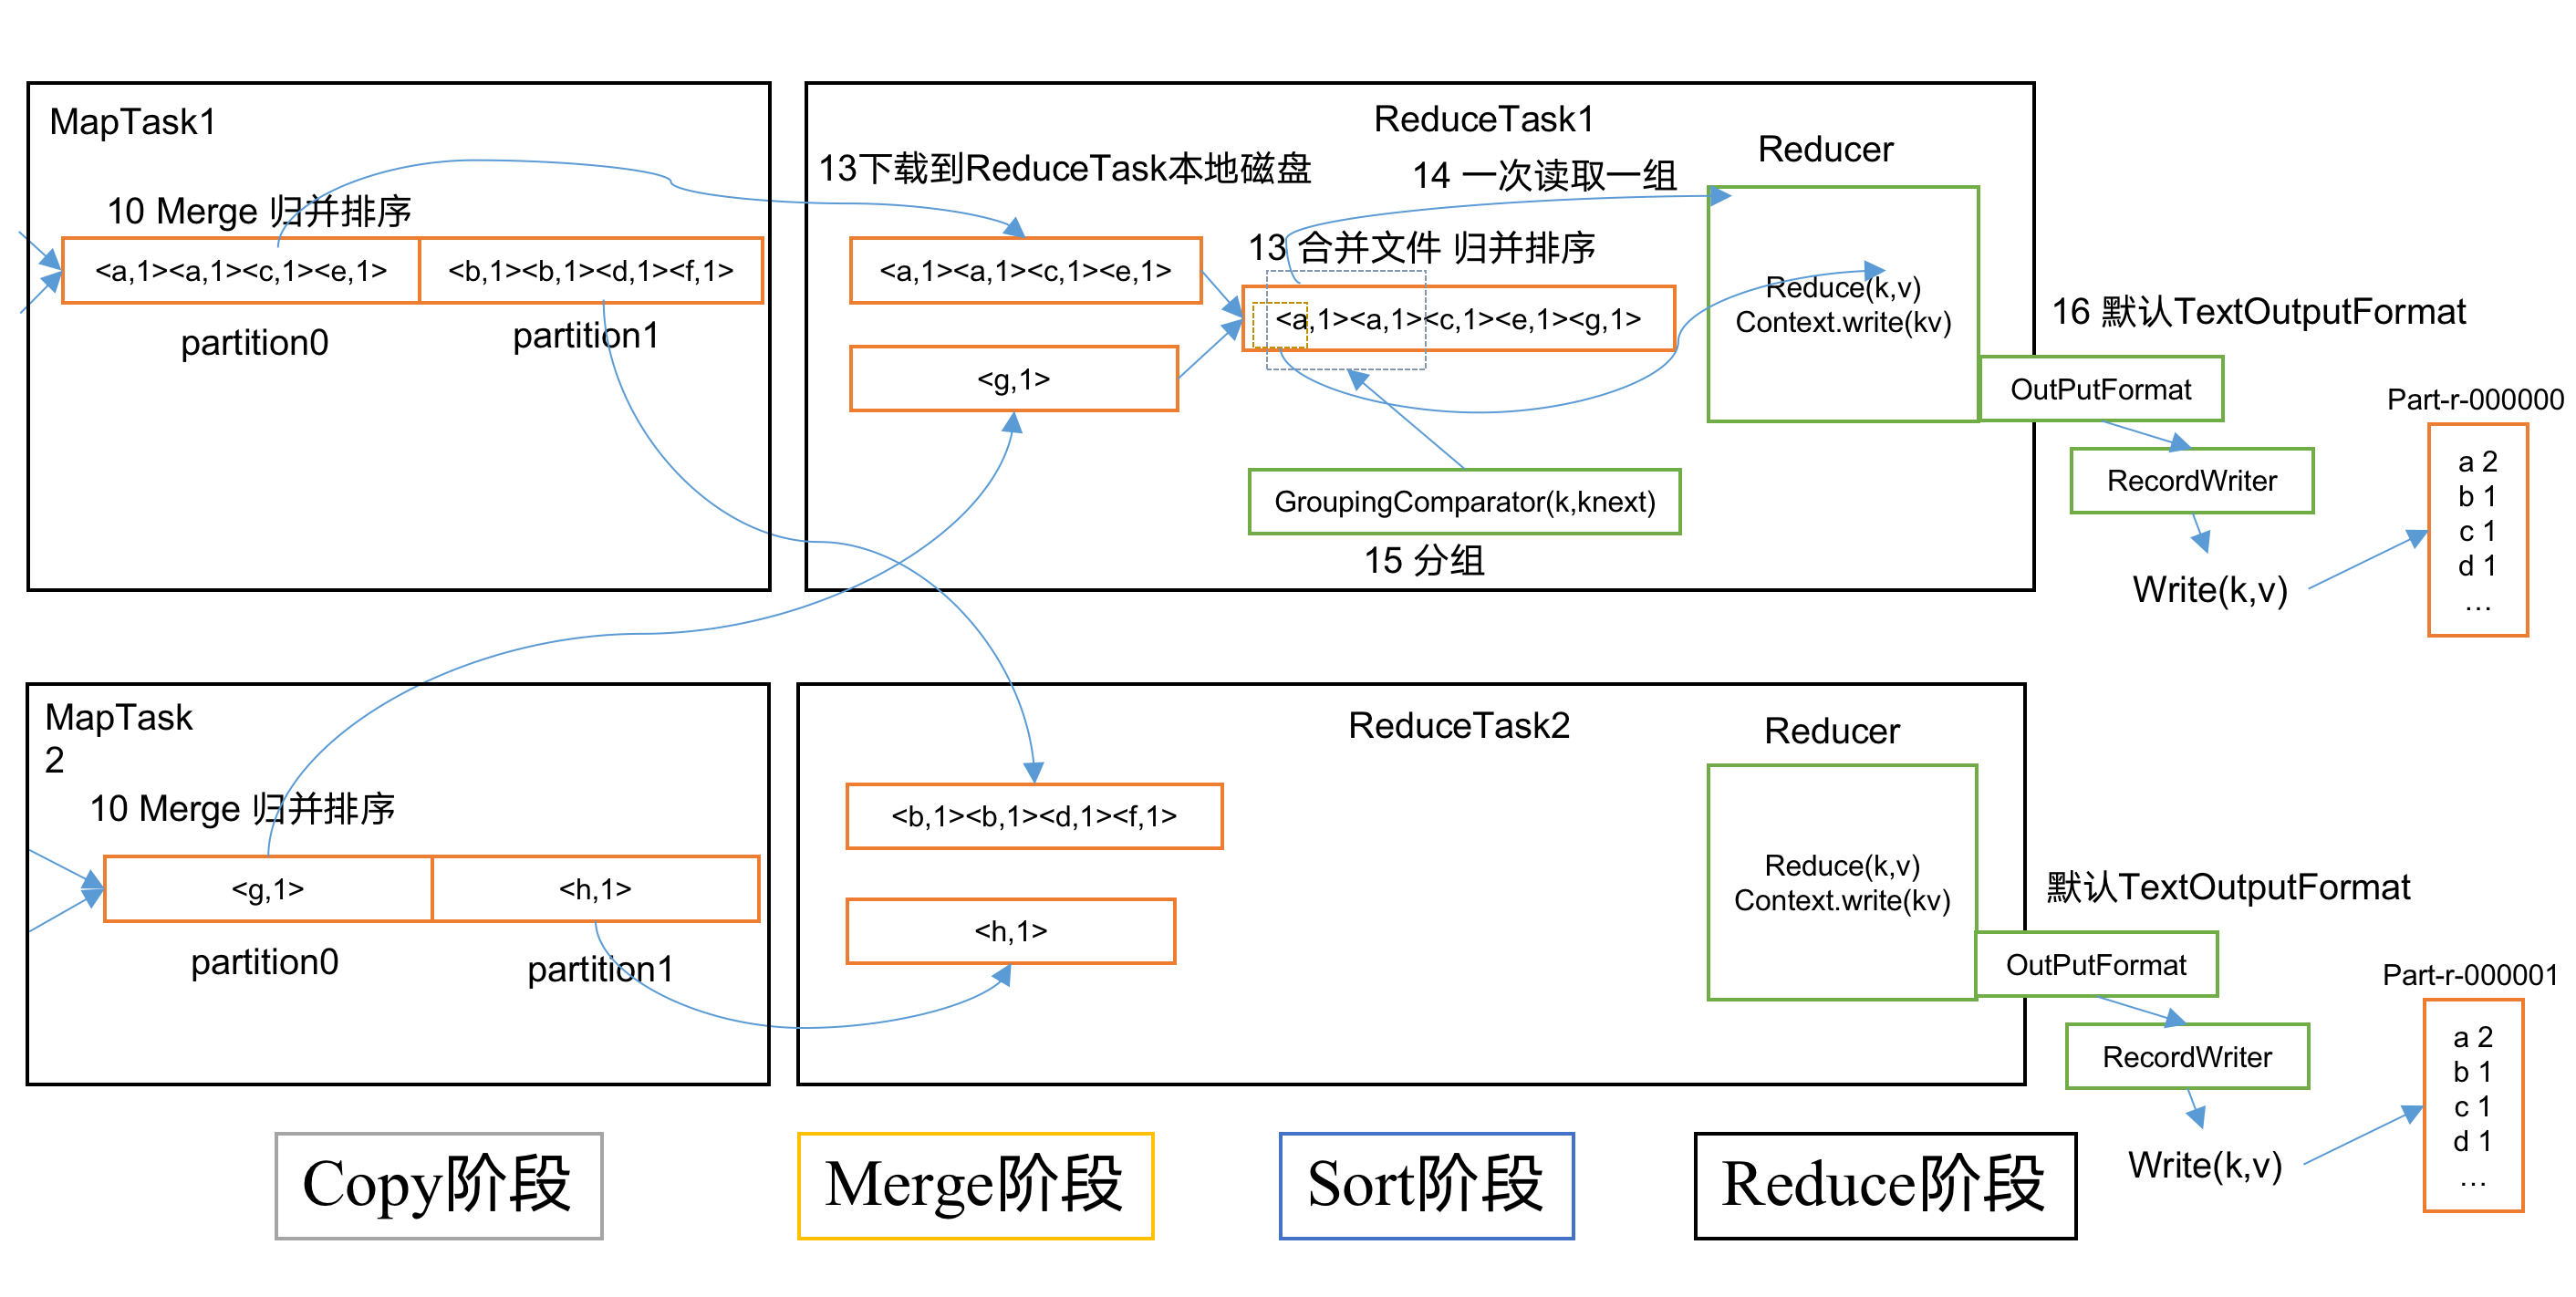 MapTask1
10 Merge 归并排序
<a,1><a,1><c,1><e,1>
<b,1><b,1><d,1><f,1>
partition0
partition1
ReduceTask1
Reducer
13下载到ReduceTask本地磁盘
14 一次读取一组
13 合并文件 归并排序
<a,1><a,1><c,1><e,1>
<a,1><a,1><c,1><e,1><g,1>
<g,1>
Reduce(k,v)
Context.write(kv)
GroupingComparator(k,knext)
15 分组
16 默认TextOutputFormat
OutPutFormat
RecordWriter
Write(k,v)
Part-r-000000
a 2
b 1
c 1
d 1
…
MapTask
2
10 Merge 归并排序
<g,1>
<h,1>
partition0
partition1
ReduceTask2
Reducer
<b,1><b,1><d,1><f,1>
<h,1>
Reduce(k,v)
Context.write(kv)
默认TextOutputFormat
OutPutFormat
RecordWriter
Write(k,v)
Part-r-000001
a 2
b 1
c 1
d 1
…
Copy阶段
Merge阶段
Sort阶段
Reduce阶段